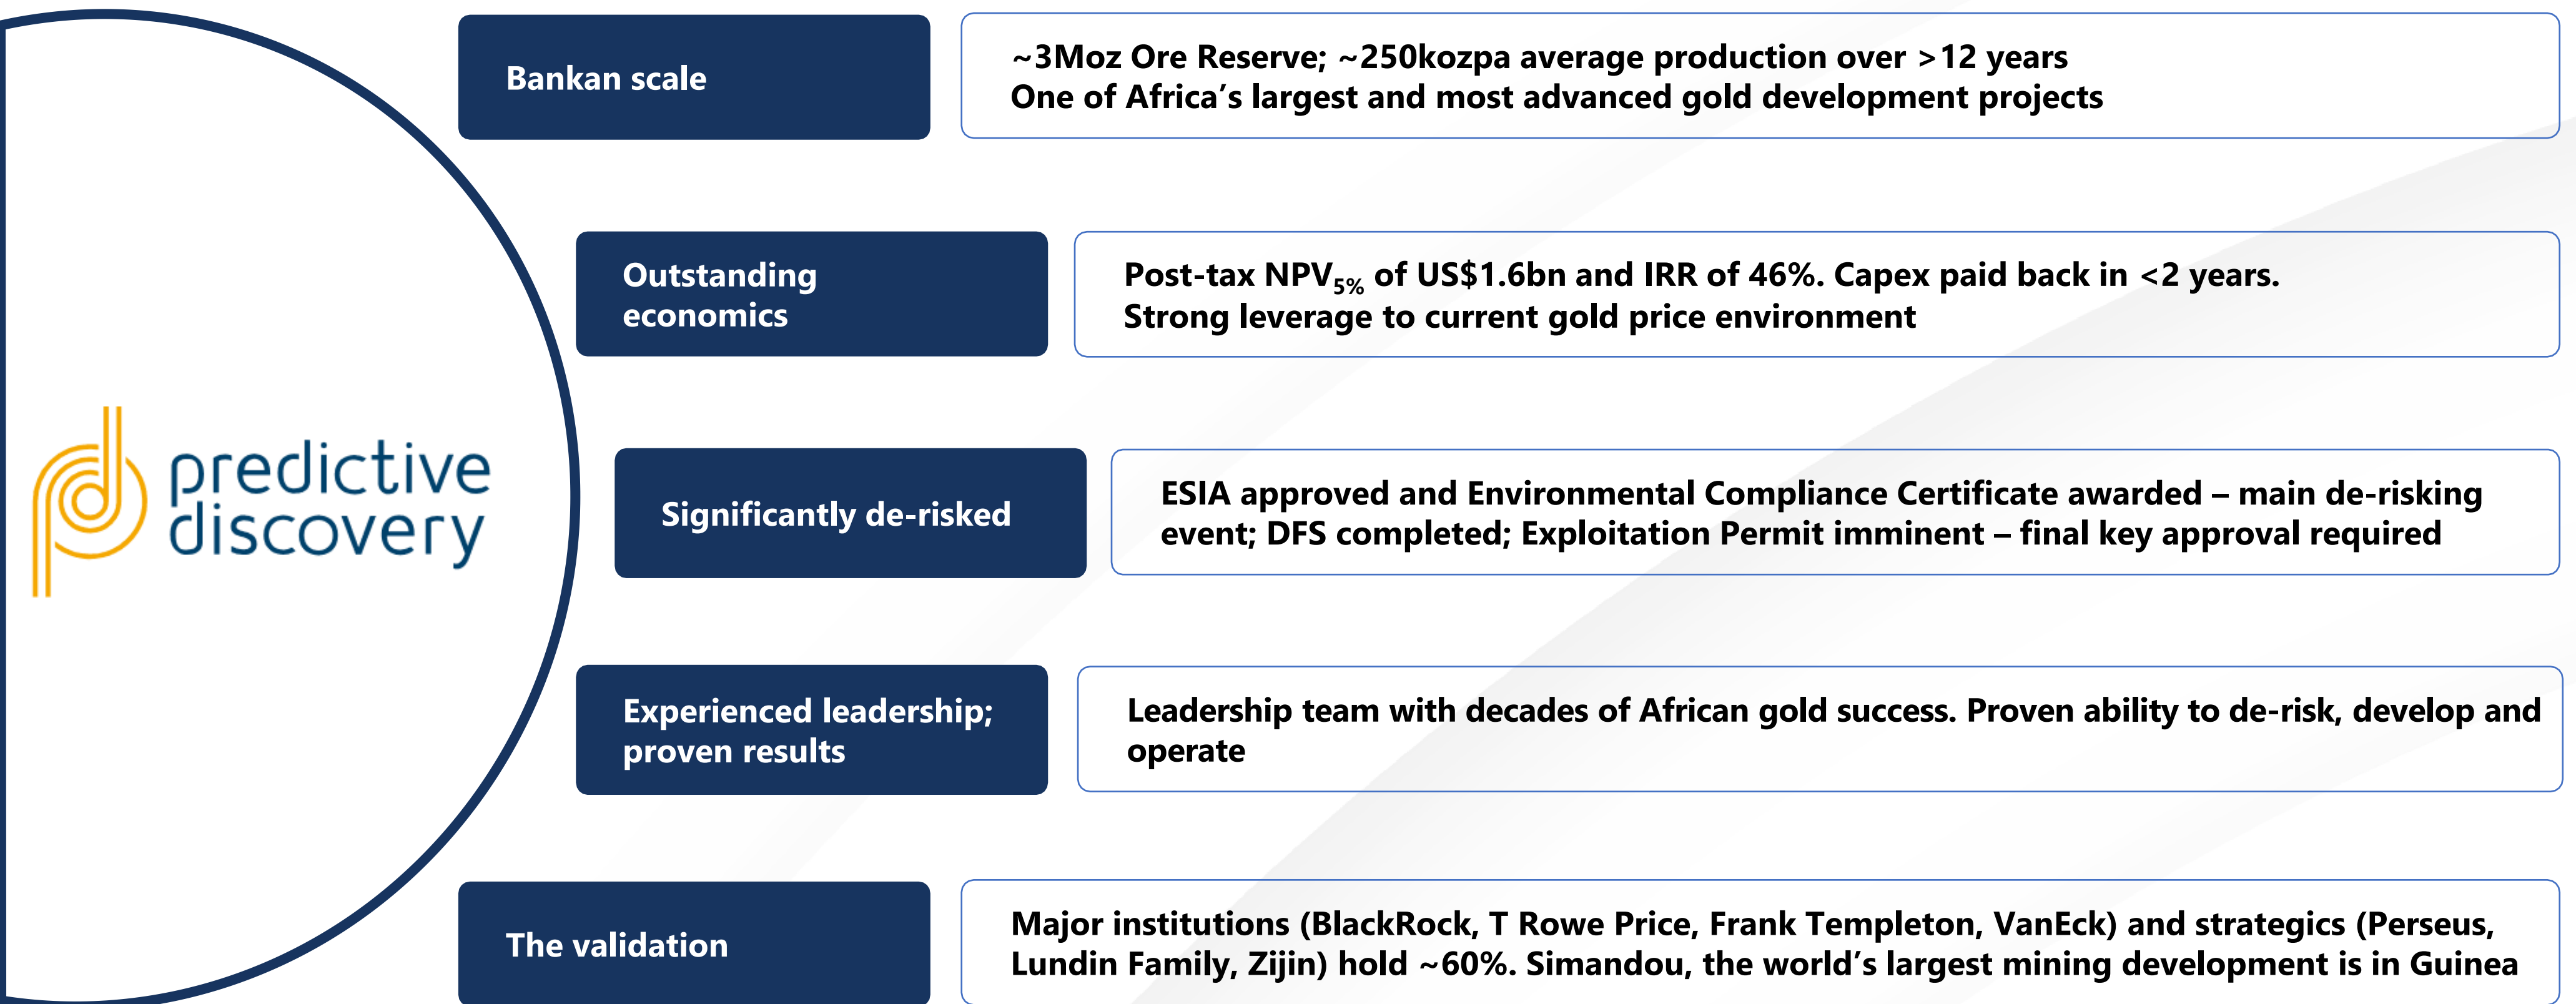 Bankan scale
~3Moz Ore Reserve; ~250kozpa average production over >12 years
One of Africa's largest and most advanced gold development projects
Outstanding
economics
Post-tax NPV5% of US$1.6bn and IRR of 46%. Capex paid back in <2 years.
Strong leverage to current gold price environment
predictive
discovery
Significantly de-risked
ESIA approved and Environmental Compliance Certificate awarded – main de-risking
event; DFS completed; Exploitation Permit imminent – final key approval required
Experienced leadership;
proven results
Leadership team with decades of African gold success. Proven ability to de-risk, develop and
operate
The validation
Major institutions (BlackRock, T Rowe Price, Frank Templeton, VanEck) and strategics (Perseus,
Lundin Family, Zijin) hold ~60%. Simandou, the world's largest mining development is in Guinea